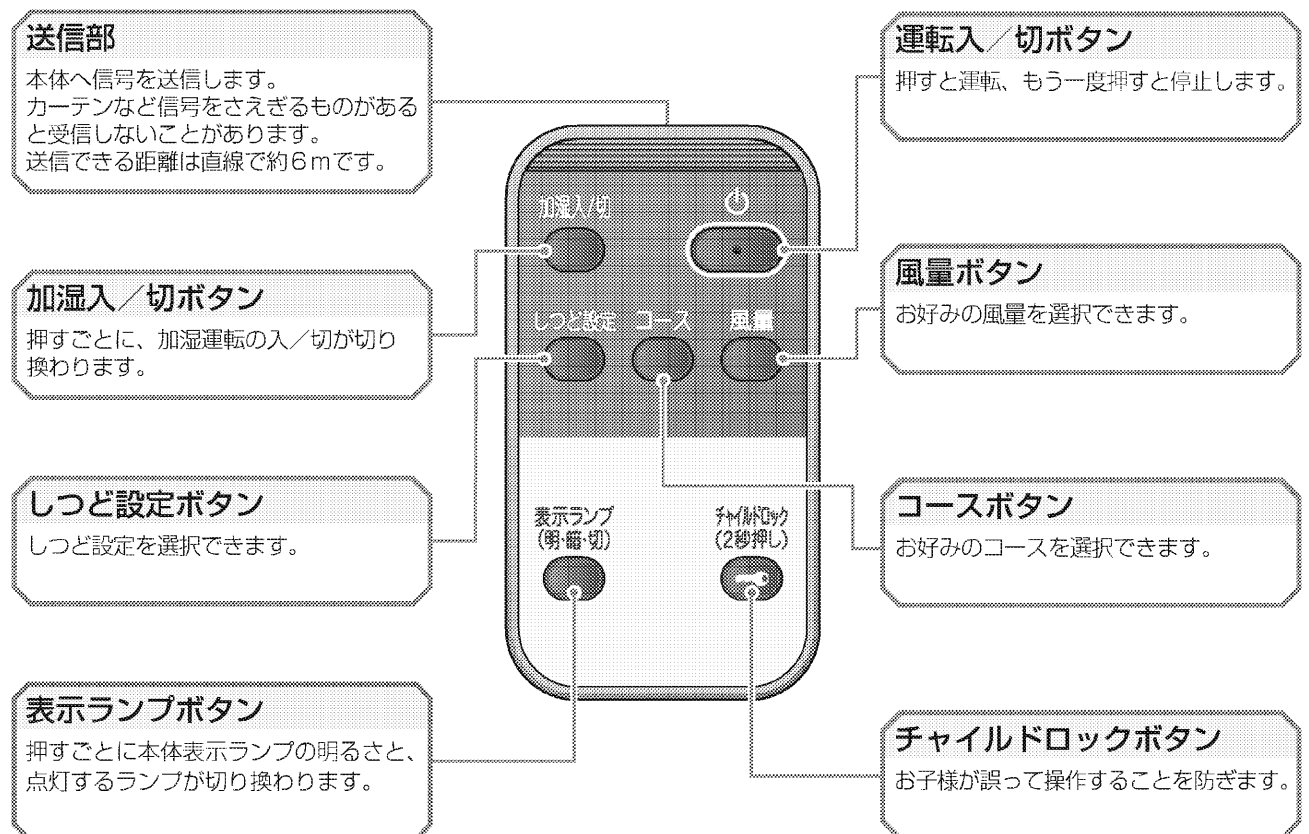 送信部
本体へ信号を送信します。
カーテンなど信号をさえぎるものがある
と受信しないことがあります。
送信できる距離は直線で約6mです。
加湿入／切ボタン
押すごとに、加湿運転の入／切が切り
換わります。
しつど設定ボタン
しつど設定を選択できます。
表示ランプボタン
押すごとに本体表示ランプの明るさと、
点灯するランプが切り換わります。
加湿入/切
しつど設定 コース 風量
表示ランプ
(明・暗・切)
チャイルドロック
(2秒押し)
運転入／切ボタン
押すと運転、もう一度押すと停止します。
風量ボタン
お好みの風量を選択できます。
コースボタン
お好みのコースを選択できます。
チャイルドロックボタン
お子様が誤って操作することを防ぎます。